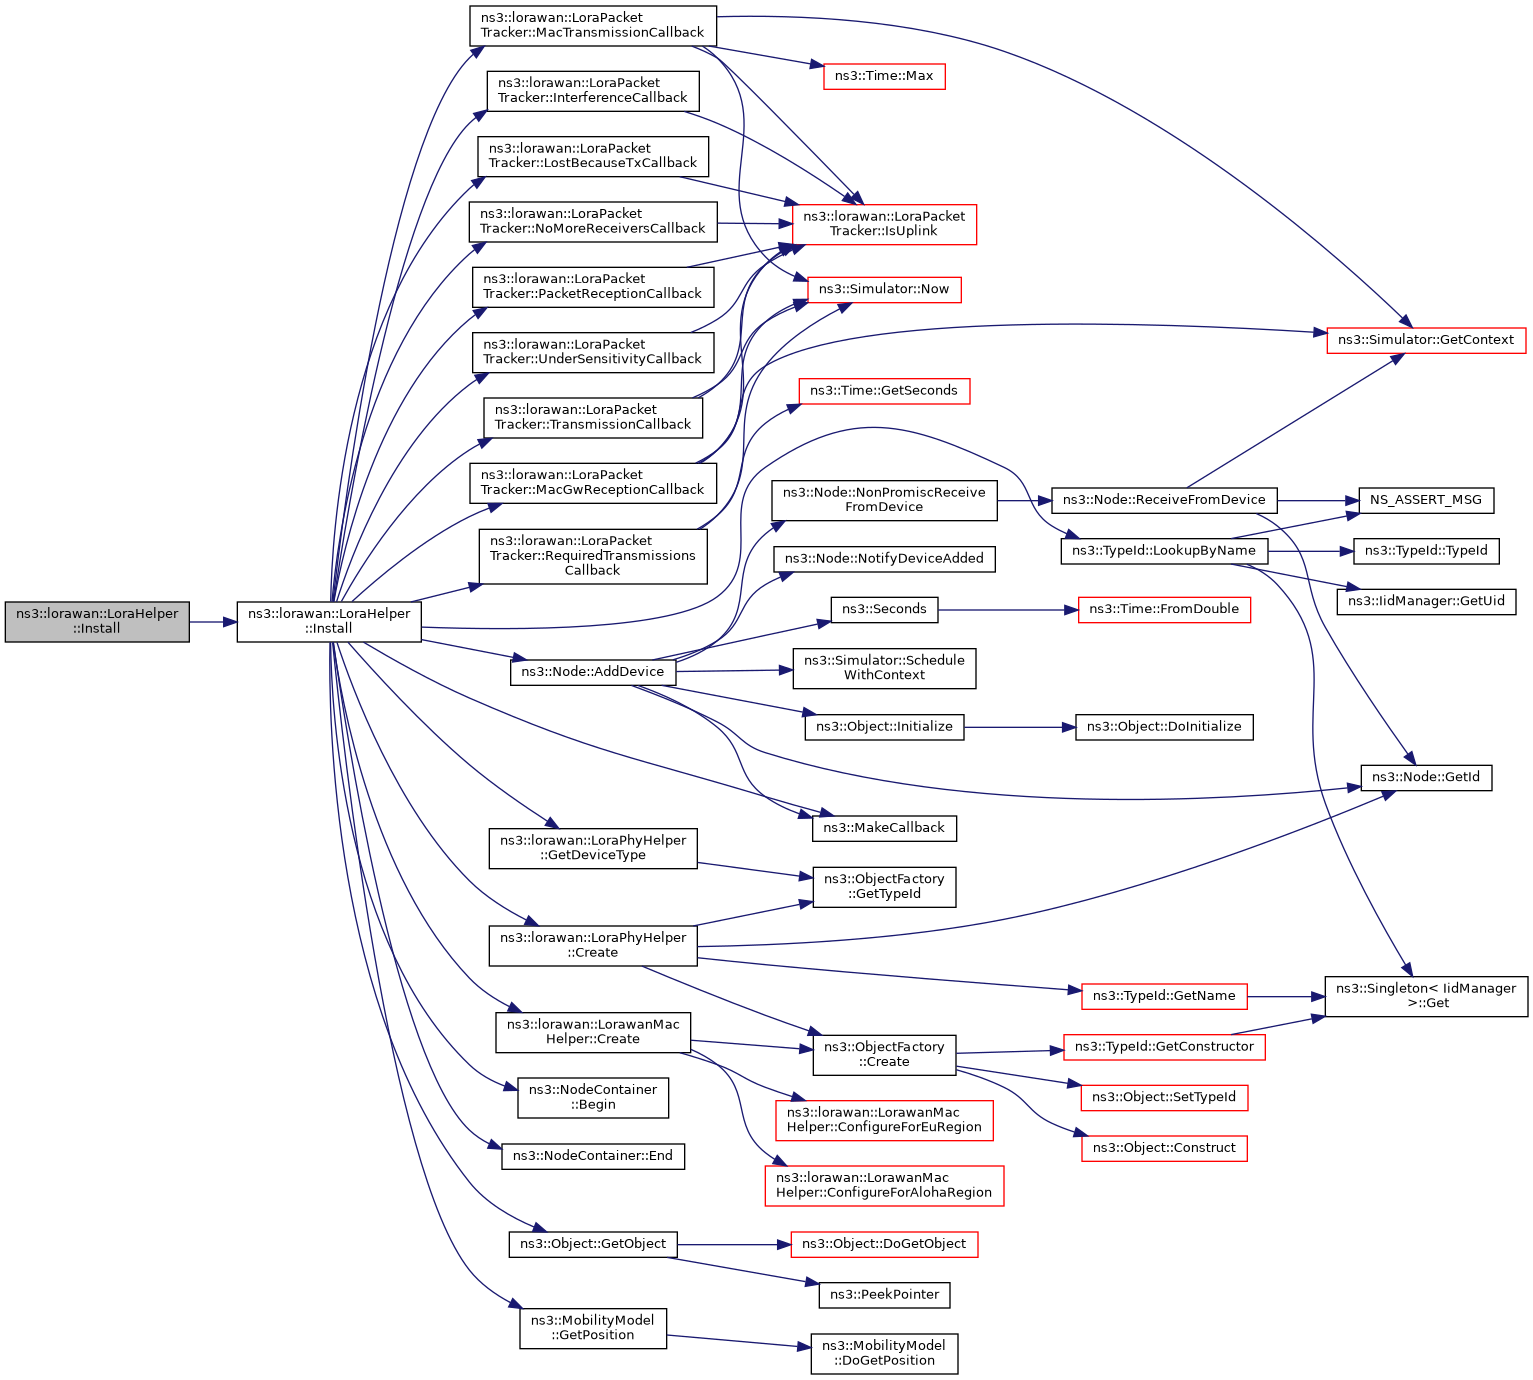 ns3::lorawan::LoraHelper
::Install
ns3::lorawan::LoraHelper
::Install
ns3::lorawan::LoraPacket
Tracker::MacTransmissionCallback
ns3::lorawan::LoraPacket
Tracker::InterferenceCallback
ns3::lorawan::LoraPacket
Tracker::LostBecauseTxCallback
ns3::lorawan::LoraPacket
Tracker::NoMoreReceiversCallback
ns3::lorawan::LoraPacket
Tracker::PacketReceptionCallback
ns3::lorawan::LoraPacket
Tracker::UnderSensitivityCallback
ns3::lorawan::LoraPacket
Tracker::TransmissionCallback
ns3::lorawan::LoraPacket
Tracker::MacGwReceptionCallback
ns3::lorawan::LoraPacket
Tracker::RequiredTransmissions
Callback
ns3::Node::AddDevice
ns3::lorawan::LoraPhyHelper
::GetDeviceType
ns3::lorawan::LoraPhyHelper
::Create
ns3::lorawan::LorawanMac
Helper::Create
ns3::NodeContainer
::Begin
ns3::NodeContainer::End
ns3::Object::GetObject
ns3::MobilityModel
::GetPosition
ns3::Time::Max
ns3::lorawan::LoraPacket
Tracker::IsUplink
ns3::Simulator::Now
ns3::Time::GetSeconds
ns3::Node::NonPromiscReceive
FromDevice
ns3::Node::NotifyDeviceAdded
ns3::Seconds
ns3::Simulator::Schedule
WithContext
ns3::Object::Initialize
ns3::MakeCallback
ns3::ObjectFactory
::GetTypeId
ns3::ObjectFactory
::Create
ns3::lorawan::LorawanMac
Helper::ConfigureForEuRegion
ns3::lorawan::LorawanMac
Helper::ConfigureForAlohaRegion
ns3::Object::DoGetObject
ns3::PeekPointer
ns3::MobilityModel
::DoGetPosition
ns3::Node::ReceiveFromDevice
ns3::TypeId::LookupByName
ns3::Time::FromDouble
ns3::Object::DoInitialize
ns3::TypeId::GetName
ns3::TypeId::GetConstructor
ns3::Object::SetTypeId
ns3::Object::Construct
ns3::Simulator::GetContext
NS_ASSERT_MSG
ns3::TypeId::TypeId
ns3::IidManager::GetUid
ns3::Node::GetId
ns3::Singleton< IidManager
>::Get